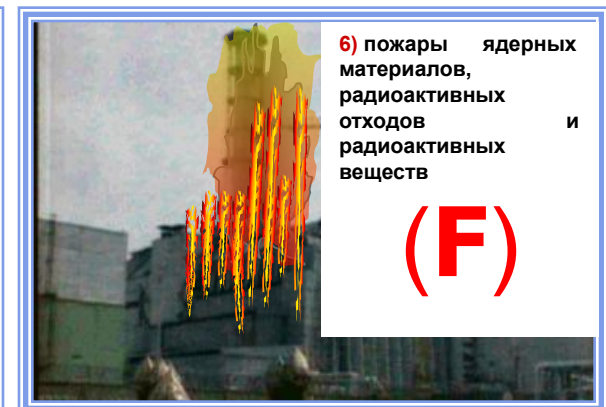 6) пожары ядерных
материалов,
радиоактивных
отходов и
радиоактивных
веществ
(F)